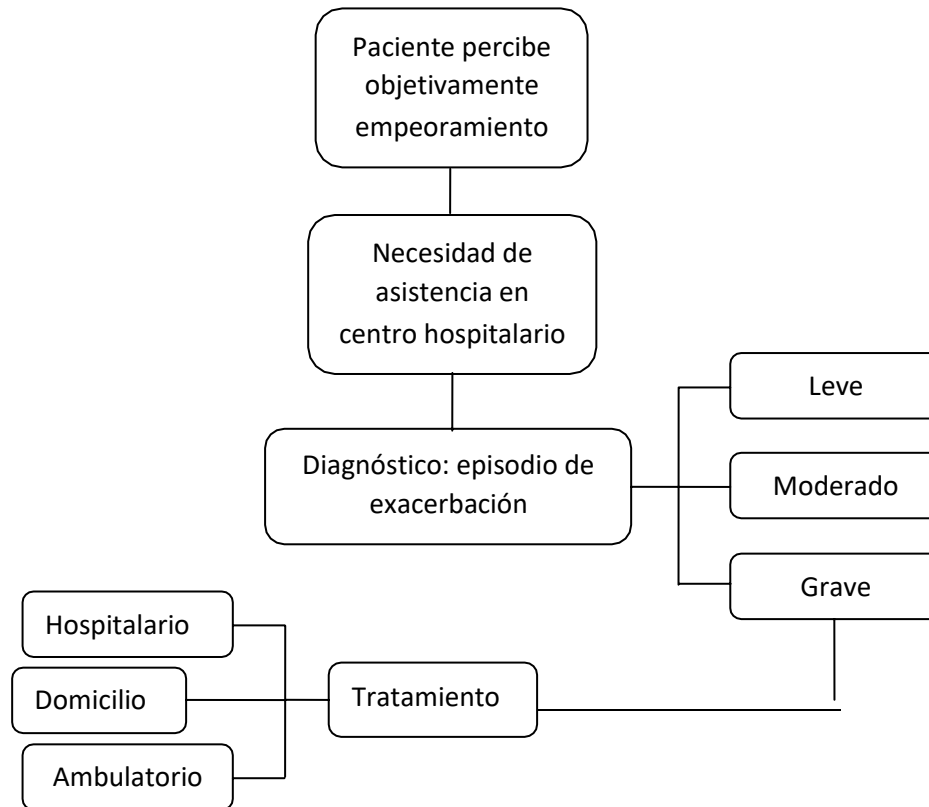 Paciente percibe
objetivamente
empeoramiento
Necesidad de
asistencia en
centro hospitalario
Diagnóstico: episodio de
exacerbación
Leve
Moderado
Grave
Tratamiento
Hospitalario
Domicilio
Ambulatorio